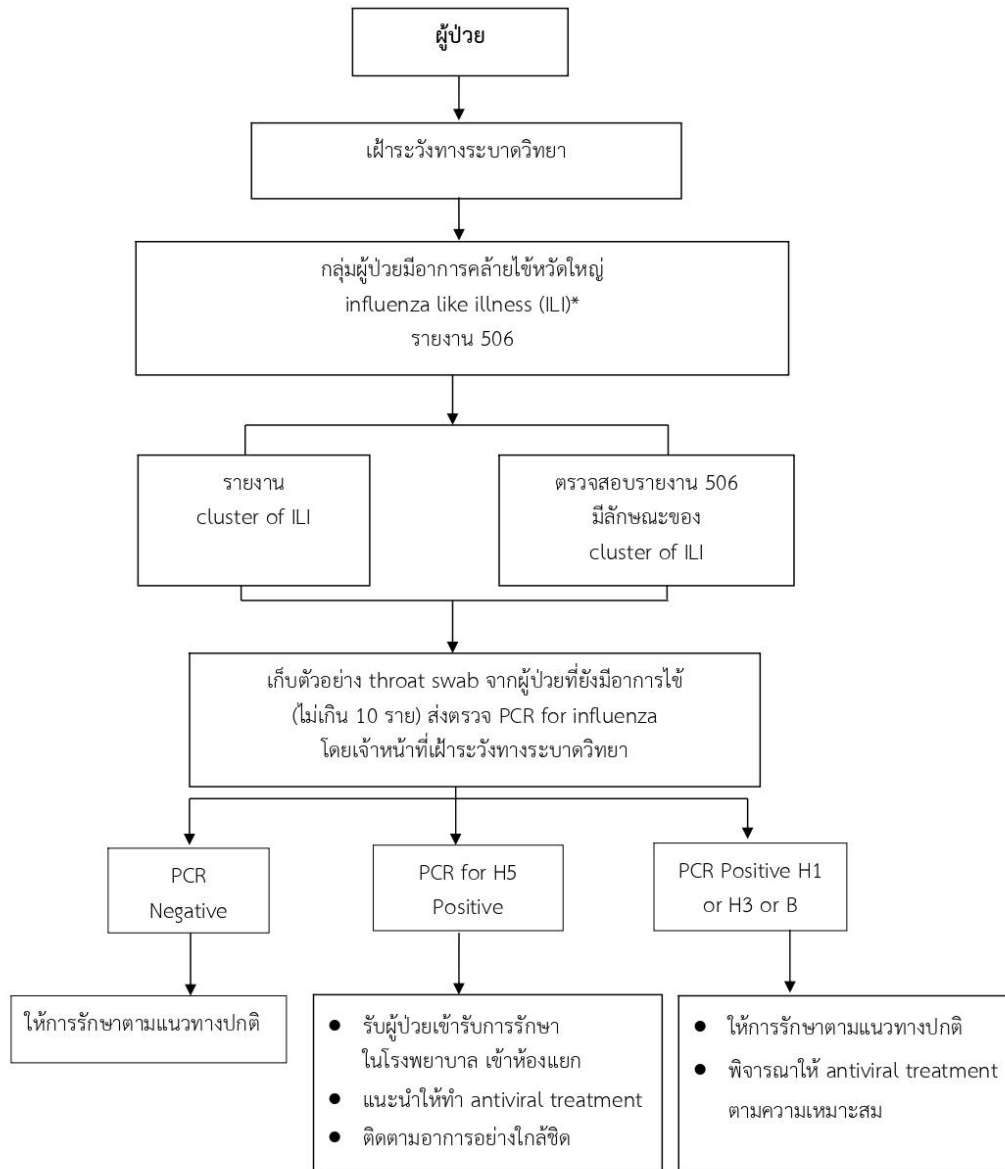 ผู้ป่วย
เฝ้าระวังทางระบาดวิทยา
กลุ่มผู้ป่วยมีอาการคล้ายไข้หวัดใหญ่
influenza like illness (ILI)*
รายงาน 506
รายงาน
cluster of ILI
ตรวจสอบรายงาน 506
มีลักษณะของ
cluster of ILI
เก็บตัวอย่าง throat swab จากผู้ป่วยที่ยังมีอาการไข้
(ไม่เกิน 10 ราย) ส่งตรวจ PCR for influenza
โดยเจ้าหน้าที่เฝ้าระวังทางระบาดวิทยา
PCR
Negative
PCR for H5
Positive
PCR Positive H1
or H3 or B
ให้การรักษาตามแนวทางปกติ
● รับผู้ป่วยเข้ารับการรักษา
ในโรงพยาบาล เข้าห้องแยก
● แนะนำให้ทำ antiviral treatment
● ติดตามอาการอย่างใกล้ชิด
● ให้การรักษาตามแนวทางปกติ
● พิจารณาให้ antiviral treatment
ตามความเหมาะสม